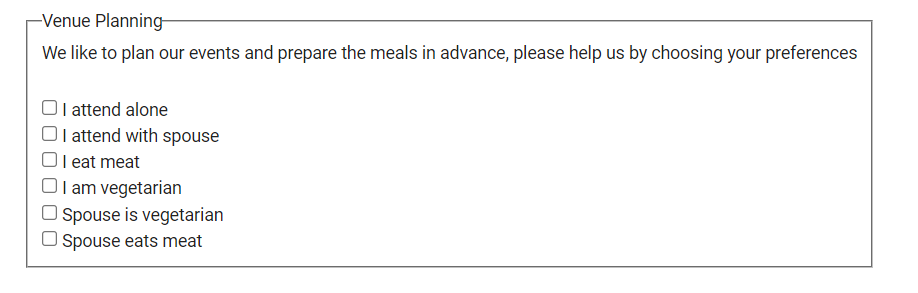 Venue Planning
We like to plan our events and prepare the meals in advance, please help us by choosing your preferences
I attend alone
I attend with spouse
I eat meat
I am vegetarian
Spouse is vegetarian
Spouse eats meat